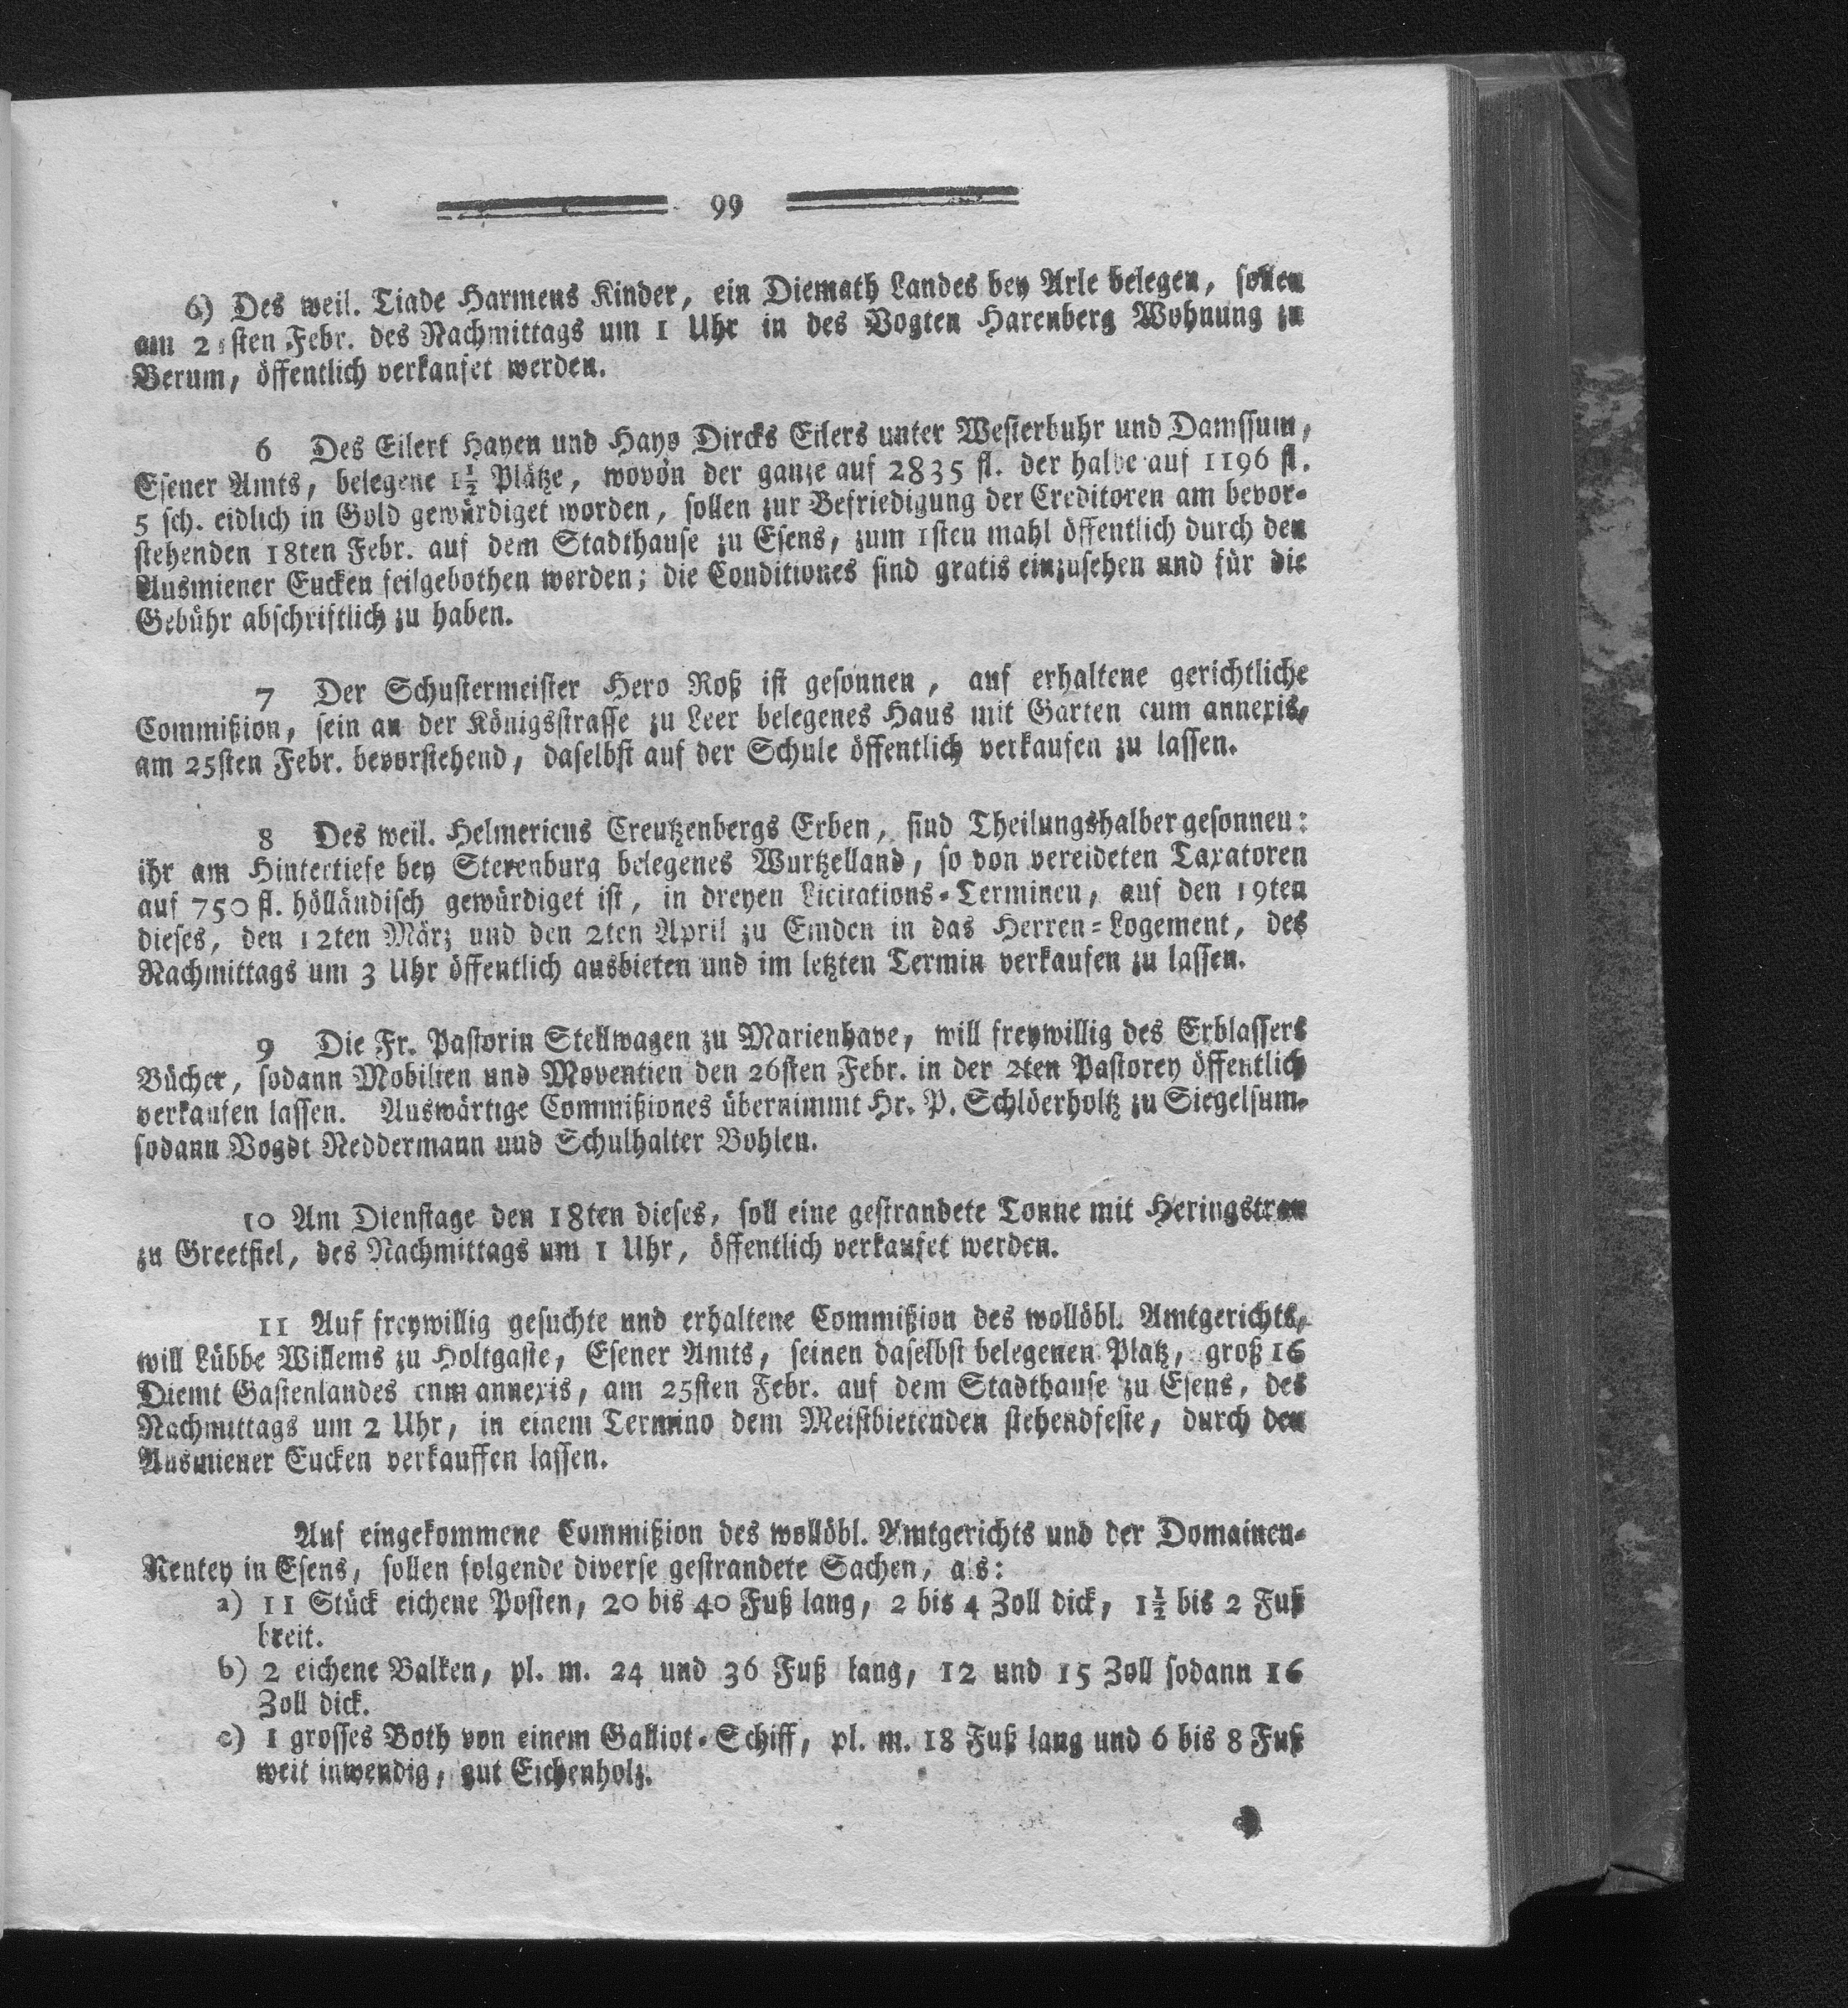 99
6) Des weil. Tiade Harmens Kinder, ein Diemath Landes bey Arle belegen, sollen
am sten Febr. des Nachmittags um 1 Uhr in des Vogten Harenberg Wohnung zu
Berum, öffentlich verkaufet werden.
6 Des Eilert Hayen und Hayo Dircks Eilers unter Westerbuhr und Damssum,
Esener Amts, belegene 1½ Plätze, wovon der ganze auf 2835 fl. der halbe auf 1196 fl.
5 sch. eidlich in Gold gewürdiget worden, sollen zur Befriedigung der Creditoren am bevor-
stehenden 18ten Febr. auf dem Stadthause zu Esens, zum 1sten mahl öffentlich durch den
Ausmiener Eucken feilgebothen werden; die Conditiones sind gratis einzusehen und für die
Gebühr abschriftlich zu haben.
7 Der Schustermeister Hero Roß ist gesonnen, auf erhaltene gerichtliche
Commißion, sein an der Königsstrasse zu Leer belegenes Haus mit Garten cum annexis,
am 25sten Febr. bevorstehend, daselbst auf der Schule öffentlich verkaufen zu lassen.
8 Des weil. Helmericus Creutzenbergs Erben, sind Theilungshalber gesonnen:
ihr am Hintertiefe bey Sterenburg belegenes Wurtzelland, so von vereideten Taxatoren
auf 750 fl. hölländisch gewürdiget ist, in dreyen Licitations-Terminen, auf den 19ten
dieses, den 12ten März und den 2ten April zu Emden in das Herren-Logement, des
Nachmittags um 3 Uhr öffentlich ausbieten und im letzten Termin verkaufen zu lassen.
9 Die Fr. Pastorin Stellwagen zu Marienhave, will freywillig des Erblassers
Bücher, sodann Mobilien und Moventien den 26sten Febr. in der 2ten Pastorey öffentlich
verkaufen lassen. Auswärtige Commißiones übernimmt Hr. P. Schlöerholtz zu Siegelsum,
sodann Vogdt Reddermann und Schulhalter Bohlen.
10 Am Dienstage den 18ten dieses, soll eine gestrandete Tonne mit Heringstran
zu Greetsiel, des Nachmittags um 1 Uhr, öffentlich verkaufet werden.
11 Auf freywillig gesuchte und erhaltene Commißion des wollöbl. Amtgerichts,
will Lübbe Willems zu Holtgaste, Esener Amts, seinen daselbst belegenen Platz, groß 16
Diemt Gastenlandes cum annexis, am 25sten Febr. auf dem Stadthause zu Esens, des
Nachmittags um 2 Uhr, in einem Termino dem Meistbietenden stehendfeste, durch den
Ausmiener Eucken verkauffen lassen.
Auf eingekommene Commißion des wollöbl. Amtgerichts und der Domainen-
Rentey in Esens, sollen folgende diverse gestrandete Sachen, als:
a) 11 Stück eichene Posten, 20 bis 40 Fuß lang, 2 bis 4 Zoll dick, 1½ bis 2 Fuß
breit.
b) 2 eichene Balken, pl. m. 24 und 36 Fuß lang, 12 und 15 Zoll sodann 16
Zoll dick.
c) 1 grosses Both von einem Galliot-Schiff, pl. m. 18 Fuß lang und 6 bis 8 Fuß
weit inwendig, gut Eichenholz.